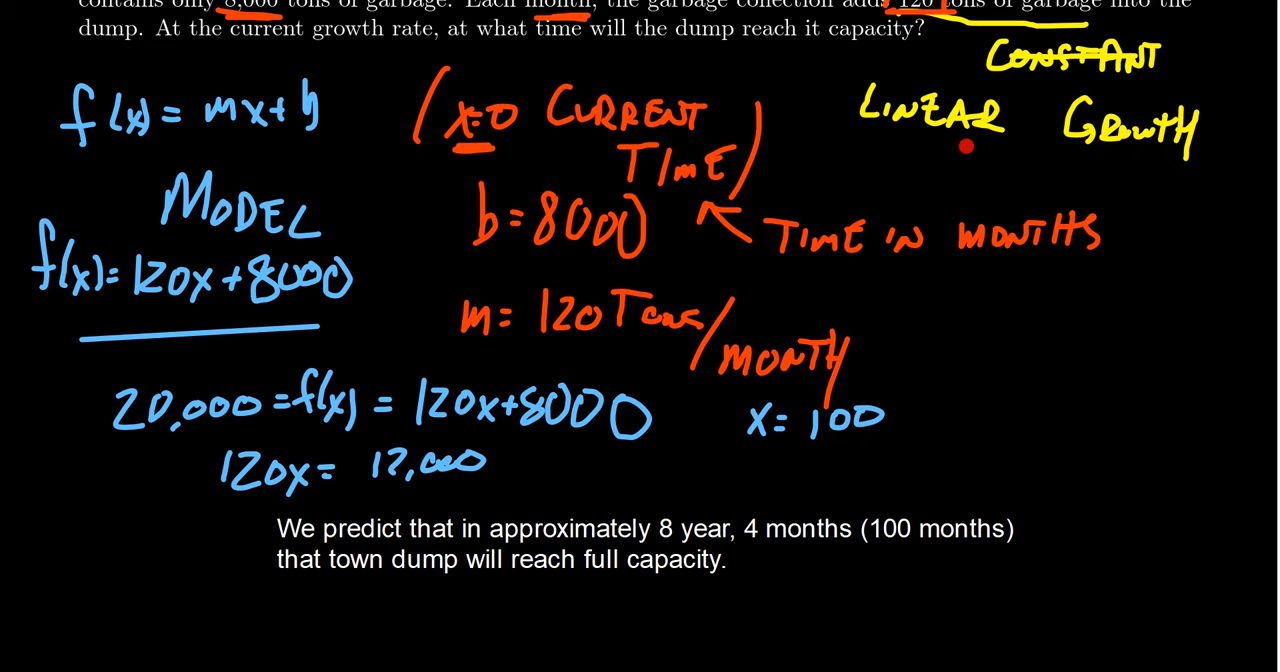 contains only 8,000 tons of garbage. Each month, the garbage collection adds 120 tons of garbage into the
dump. At the current growth rate, at what time will the dump reach it capacity?
CONSTANT
f(x) = mx + b
(x=0 CURRENT
TIME)
LINEAR GROWTH
MODEL
b = 8000
TIME IN MONTHS
f(x) = 120x + 8000
m = 120 Tons/
MONTH
20,000 = f(x) = 120x+8000
x = 100
120x = 12,000
We predict that in approximately 8 year, 4 months (100 months)
that town dump will reach full capacity.